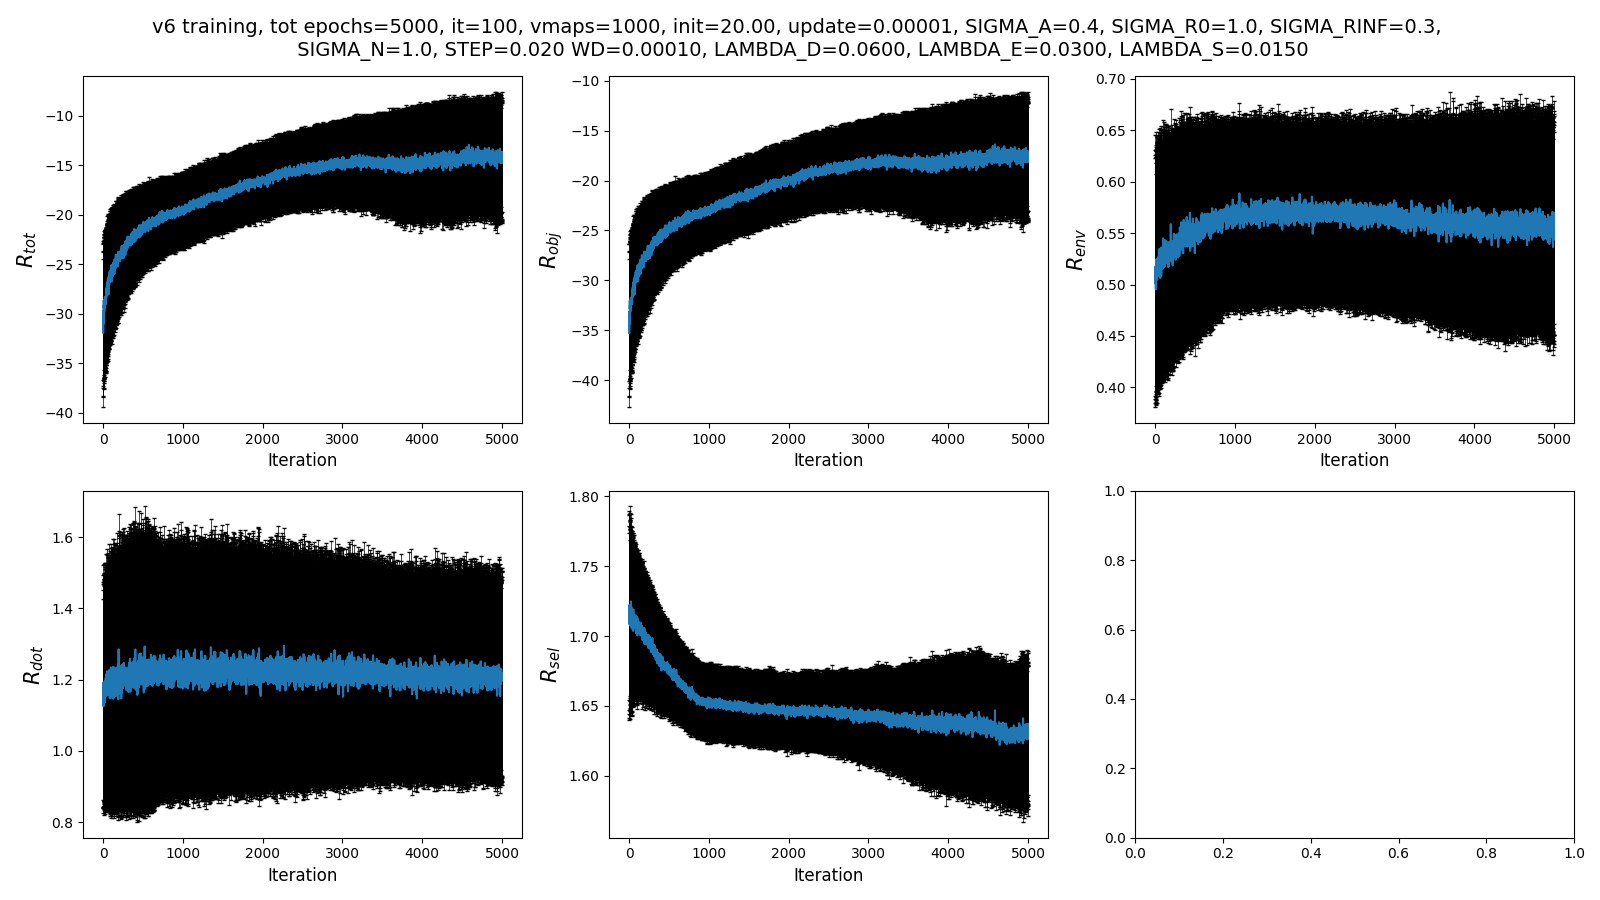 v6 training, tot epochs=5000, it=100, vmaps=1000, init=20.00, update=0.00001, SIGMA_A=0.4, SIGMA_R0=1.0, SIGMA_RINF=0.3,
SIGMA_N=1.0, STEP=0.020 WD=0.00010, LAMBDA_D=0.0600, LAMBDA_E=0.0300, LAMBDA_S=0.0150
R_tot
−10
−15
−20
−25
−30
−35
−40
0 1000 2000 3000 4000 5000
Iteration
R_obj
−10
−15
−20
−25
−30
−35
−40
0 1000 2000 3000 4000 5000
Iteration
R_env
0.70
0.65
0.60
0.55
0.50
0.45
0.40
0 1000 2000 3000 4000 5000
Iteration
R_dot
1.6
1.4
1.2
1.0
0.8
0 1000 2000 3000 4000 5000
Iteration
R_sel
1.80
1.75
1.70
1.65
1.60
0 1000 2000 3000 4000 5000
Iteration
1.0
0.8
0.6
0.4
0.2
0.0
0.0 0.2 0.4 0.6 0.8 1.0